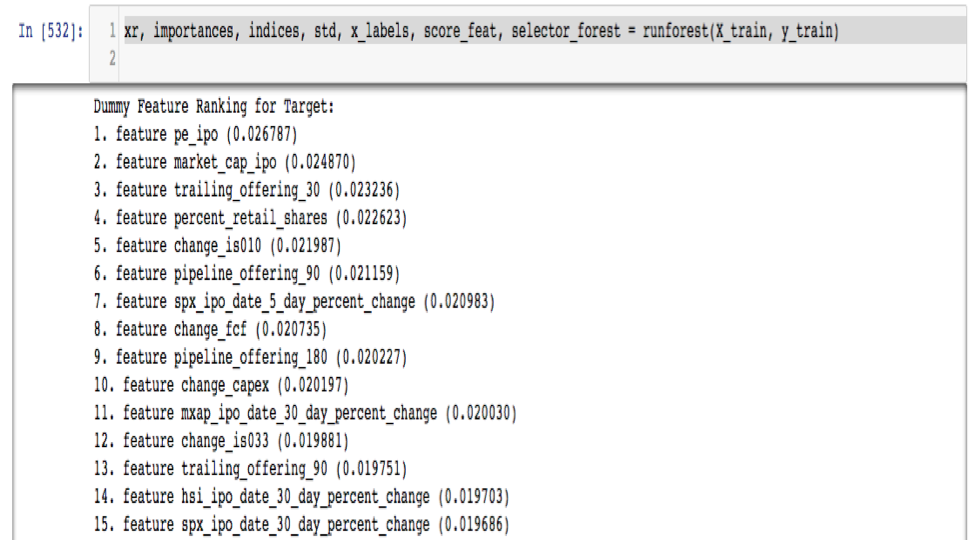 In [532]: 1 xr, importances, indices, std, x_labels, score_feat, selector_forest = runforest(X_train, y_train)
2
Dummy Feature Ranking for Target:
1. feature pe_ipo (0.026787)
2. feature market_cap_ipo (0.024870)
3. feature trailing_offering_30 (0.023236)
4. feature percent_retail_shares (0.022623)
5. feature change_is010 (0.021987)
6. feature pipeline_offering_90 (0.021159)
7. feature spx_ipo_date_5_day_percent_change (0.020983)
8. feature change_fcf (0.020735)
9. feature pipeline_offering_180 (0.020227)
10. feature change_capex (0.020197)
11. feature mxap_ipo_date_30_day_percent_change (0.020030)
12. feature change_is033 (0.019881)
13. feature trailing_offering_90 (0.019751)
14. feature hsi_ipo_date_30_day_percent_change (0.019703)
15. feature spx_ipo_date_30_day_percent_change (0.019686)